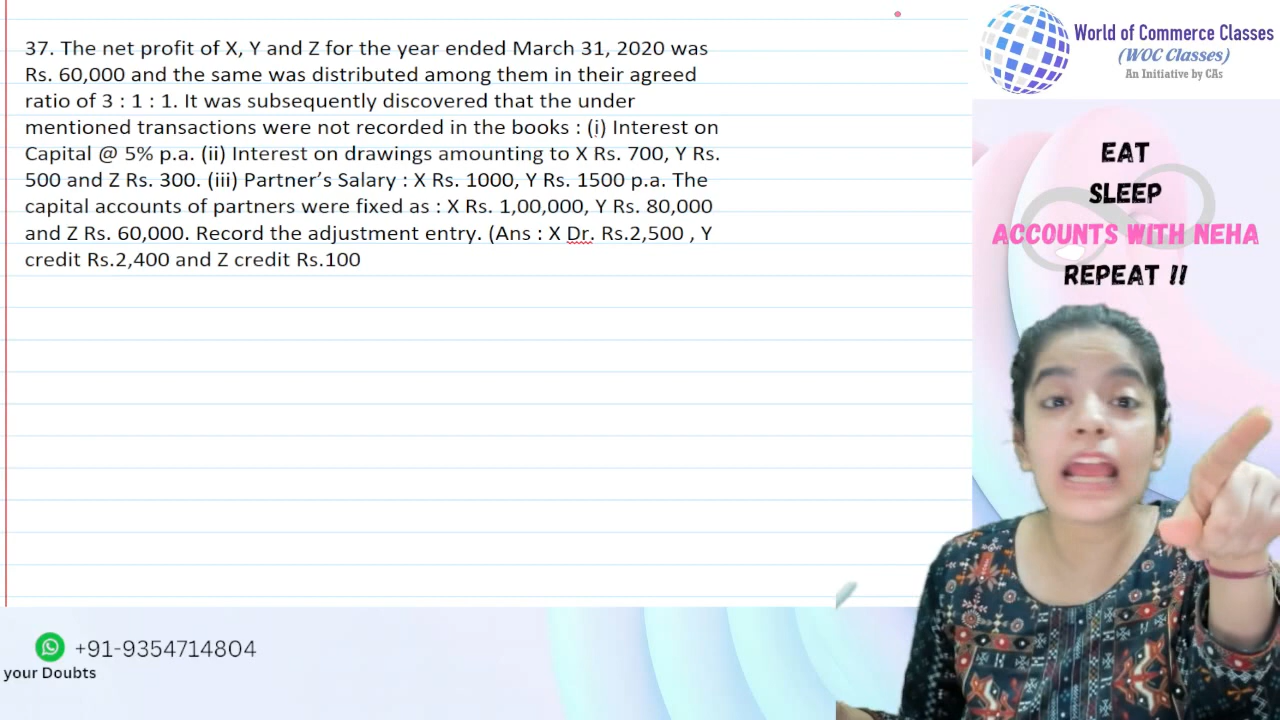 37. The net profit of X, Y and Z for the year ended March 31, 2020 was
Rs. 60,000 and the same was distributed among them in their agreed
ratio of 3 : 1 : 1. It was subsequently discovered that the under
mentioned transactions were not recorded in the books : (i) Interest on
Capital @ 5% p.a. (ii) Interest on drawings amounting to X Rs. 700, Y Rs.
500 and Z Rs. 300. (iii) Partner’s Salary : X Rs. 1000, Y Rs. 1500 p.a. The
capital accounts of partners were fixed as : X Rs. 1,00,000, Y Rs. 80,000
and Z Rs. 60,000. Record the adjustment entry. (Ans : X Dr. Rs.2,500 , Y
credit Rs.2,400 and Z credit Rs.100
World of Commerce Classes
(WOC Classes)
An Initiative by CAs
EAT
SLEEP
ACCOUNTS WITH NEHA
REPEAT !!
+91-9354714804
your Doubts